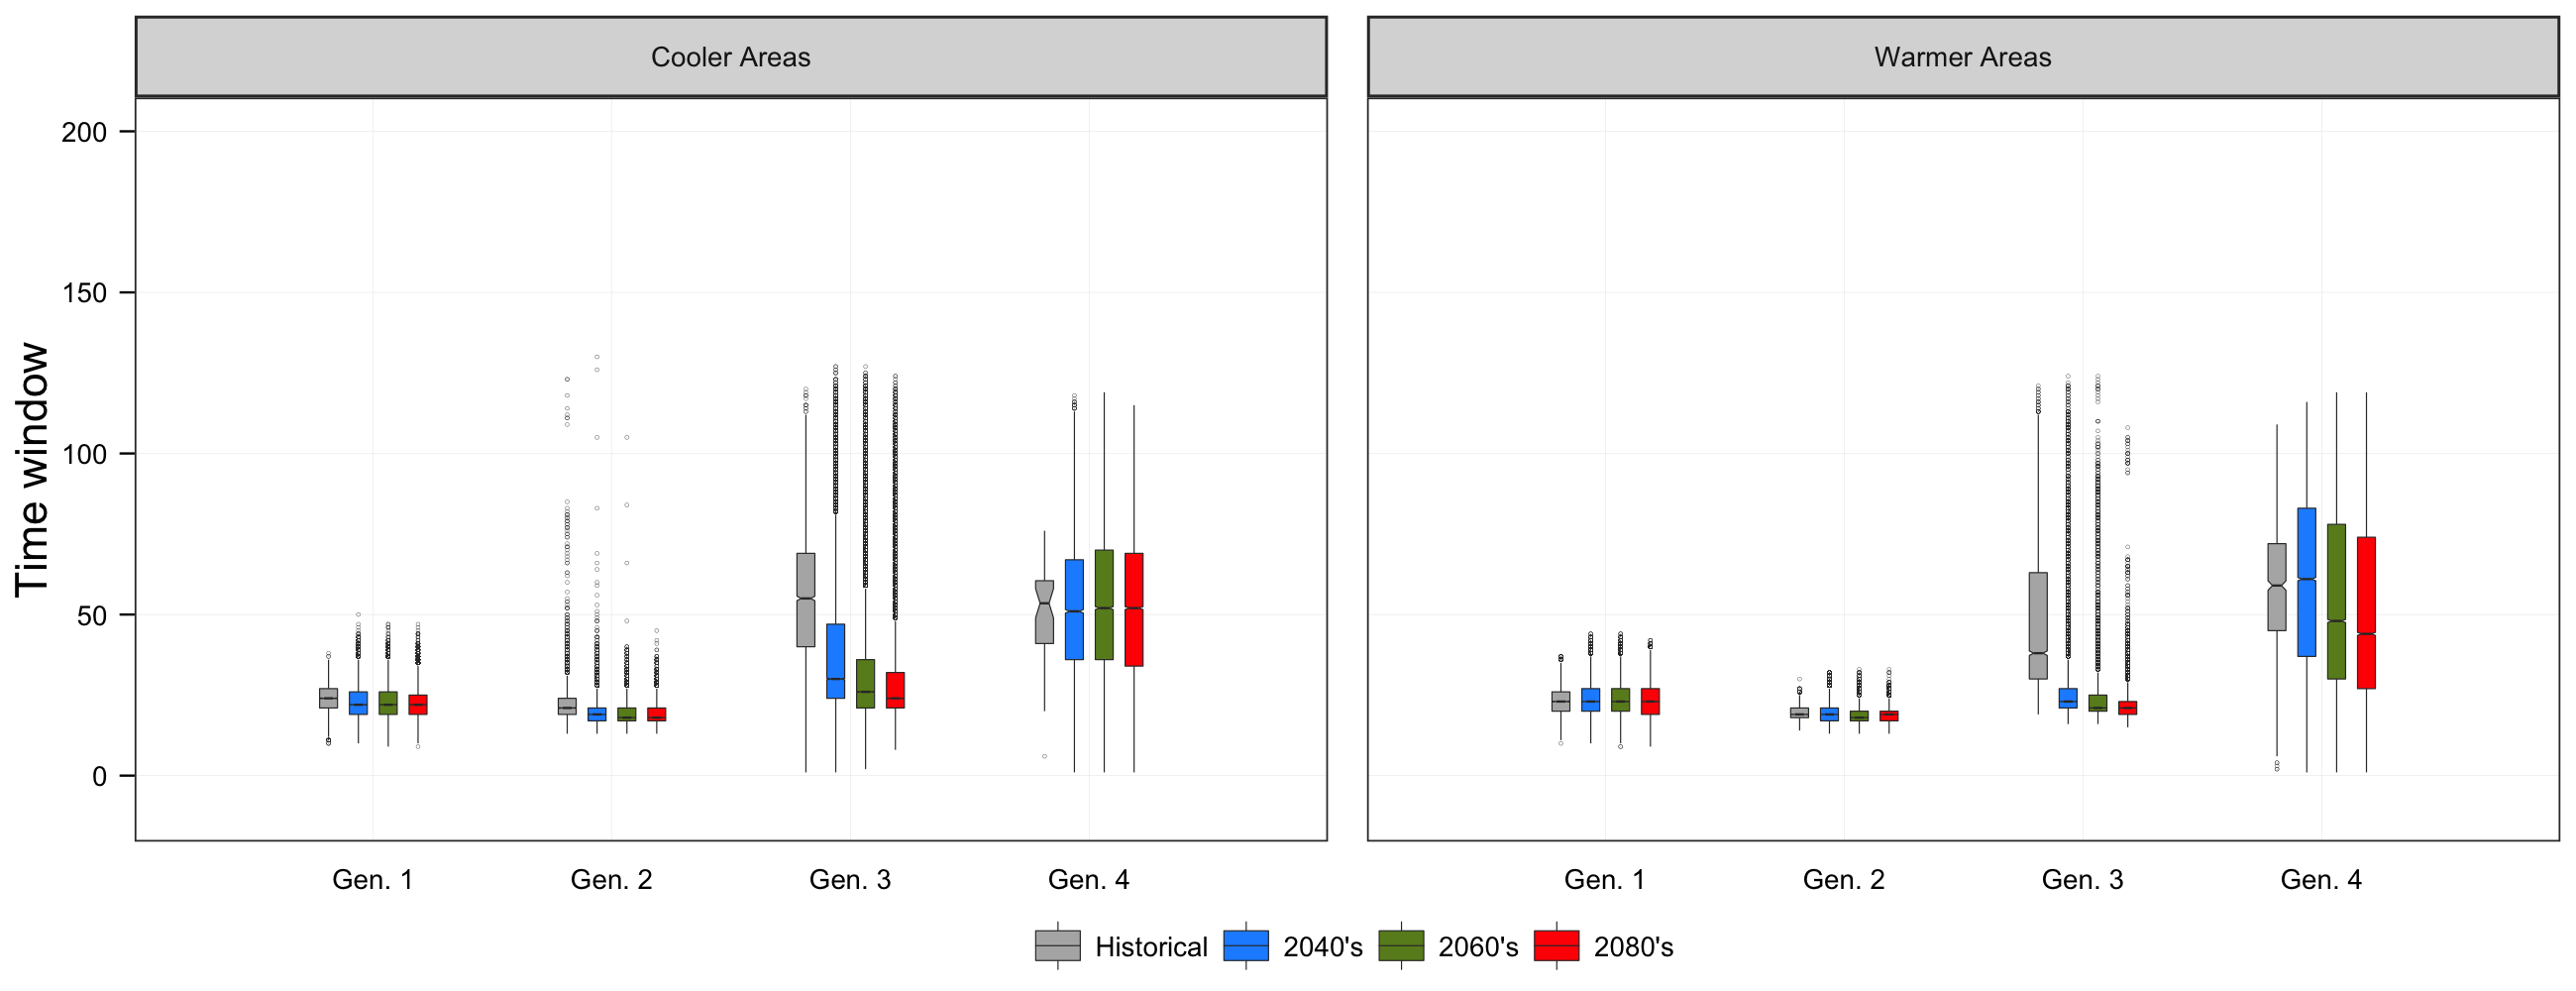 Cooler Areas
Warmer Areas
Time window
200
150
100
50
0
Gen. 1
Gen. 2
Gen. 3
Gen. 4
Gen. 1
Gen. 2
Gen. 3
Gen. 4
Historical
2040's
2060's
2080's